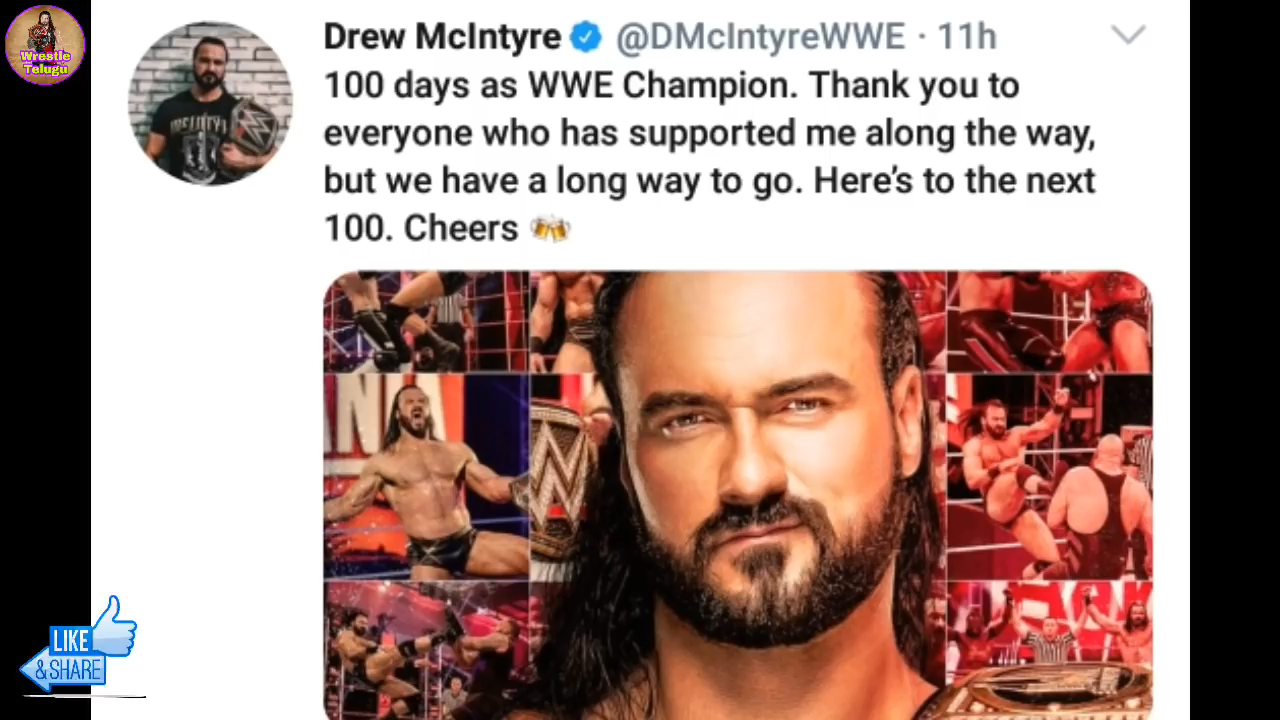 Wrestle
Telugu
Drew McIntyre @DMcIntyreWWE · 11h
100 days as WWE Champion. Thank you to
everyone who has supported me along the way,
but we have a long way to go. Here's to the next
100. Cheers 🍻
LIKE
& SHARE